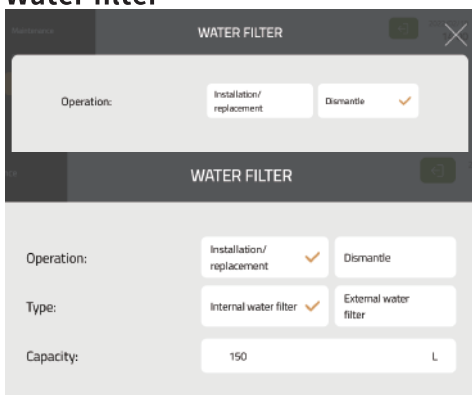 Water filter
Maintenance
WATER FILTER
Operation:
Installation/
replacement
Dismantle
WATER FILTER
Operation:
Installation/
replacement
Dismantle
Type:
Internal water filter
External water
filter
Capacity:
150
L